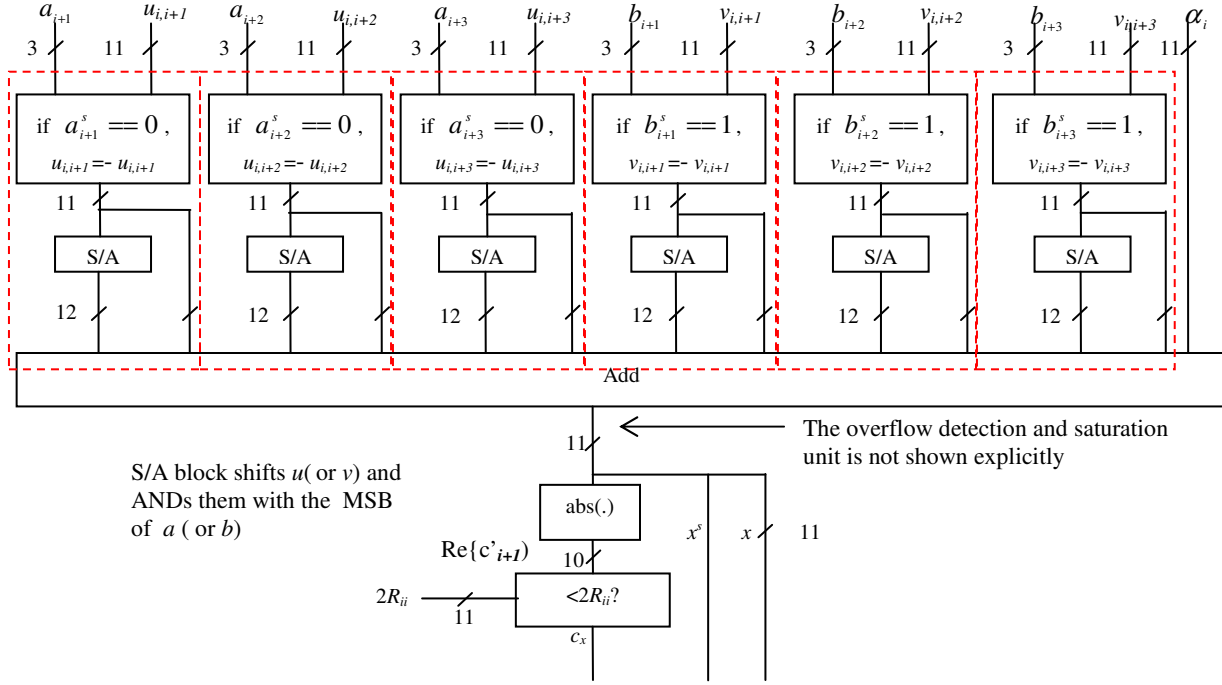 a_{i+1} u_{i,i+1} a_{i+2} u_{i,i+2} a_{i+3} u_{i,i+3} b_{i+1} v_{i,i+1} b_{i+2} v_{i,i+2} b_{i+3} v_{i,i+3} α_i
3 11 3 11 3 11 3 11 3 11 3 11 11
if a^s_{i+1} == 0 , if a^s_{i+2} == 0 , if a^s_{i+3} == 0 , if b^s_{i+1} == 1 , if b^s_{i+2} == 1 , if b^s_{i+3} == 1 ,
u_{i,i+1}=- u_{i,i+1} u_{i,i+2}=- u_{i,i+2} u_{i,i+3}=- u_{i,i+3} v_{i,i+1}=- v_{i,i+1} v_{i,i+2}=- v_{i,i+2} v_{i,i+3}=- v_{i,i+3}
11 11 11 11 11 11
S/A S/A S/A S/A S/A S/A
12 12 12 12 12 12
Add
11
The overflow detection and saturation
unit is not shown explicitly
S/A block shifts u( or v) and
ANDs them with the MSB
of a ( or b)
abs(.)
x^s x 11
Re{c'_{i+1})
10
2R_{ii} <2R_{ii}?
11
c_x